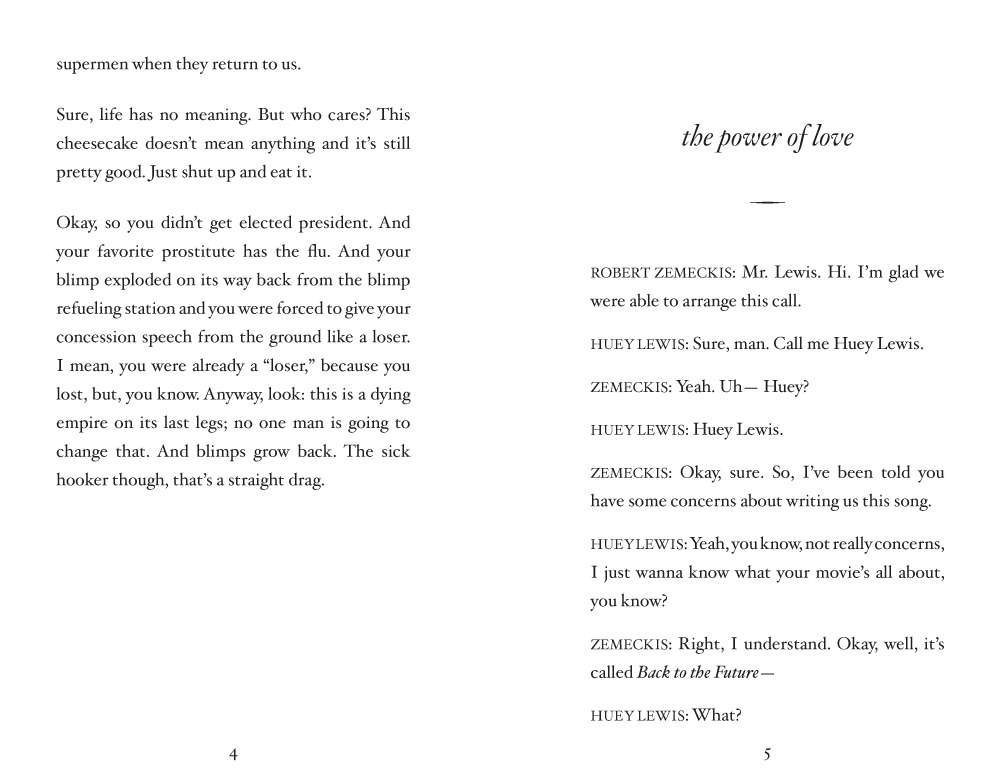 supermen when they return to us.
Sure, life has no meaning. But who cares? This
cheesecake doesn’t mean anything and it’s still
pretty good. Just shut up and eat it.
Okay, so you didn’t get elected president. And
your favorite prostitute has the flu. And your
blimp exploded on its way back from the blimp
refueling station and you were forced to give your
concession speech from the ground like a loser.
I mean, you were already a “loser,” because you
lost, but, you know. Anyway, look: this is a dying
empire on its last legs; no one man is going to
change that. And blimps grow back. The sick
hooker though, that’s a straight drag.
4
the power of love
ROBERT ZEMECKIS: Mr. Lewis. Hi. I’m glad we
were able to arrange this call.
HUEY LEWIS: Sure, man. Call me Huey Lewis.
ZEMECKIS: Yeah. Uh— Huey?
HUEY LEWIS: Huey Lewis.
ZEMECKIS: Okay, sure. So, I’ve been told you
have some concerns about writing us this song.
HUEY LEWIS: Yeah, you know, not really concerns,
I just wanna know what your movie’s all about,
you know?
ZEMECKIS: Right, I understand. Okay, well, it’s
called Back to the Future—
HUEY LEWIS: What?
5